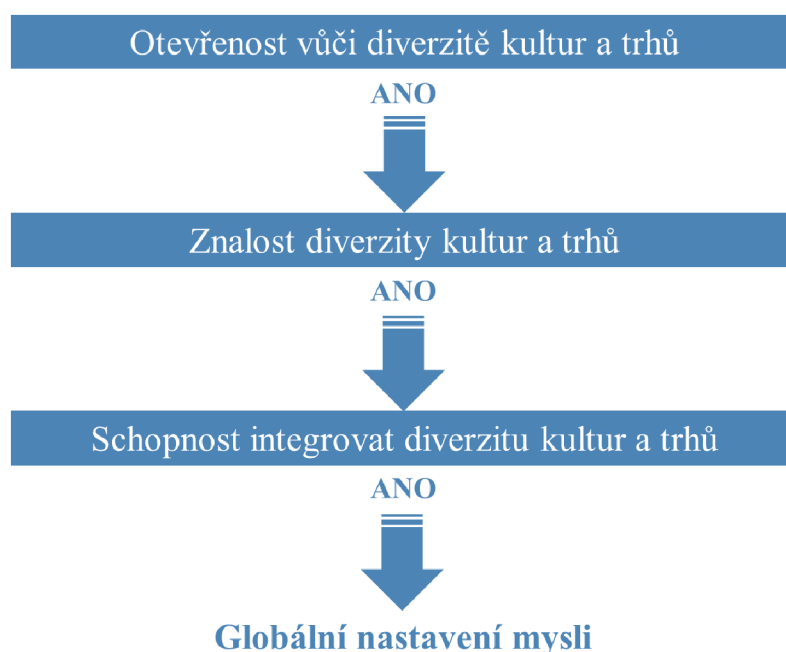 Otevřenost vůči diverzitě kultur a trhů
ANO
Znalost diverzity kultur a trhů
ANO
Schopnost integrovat diverzitu kultur a trhů
ANO
Globální nastavení mysli